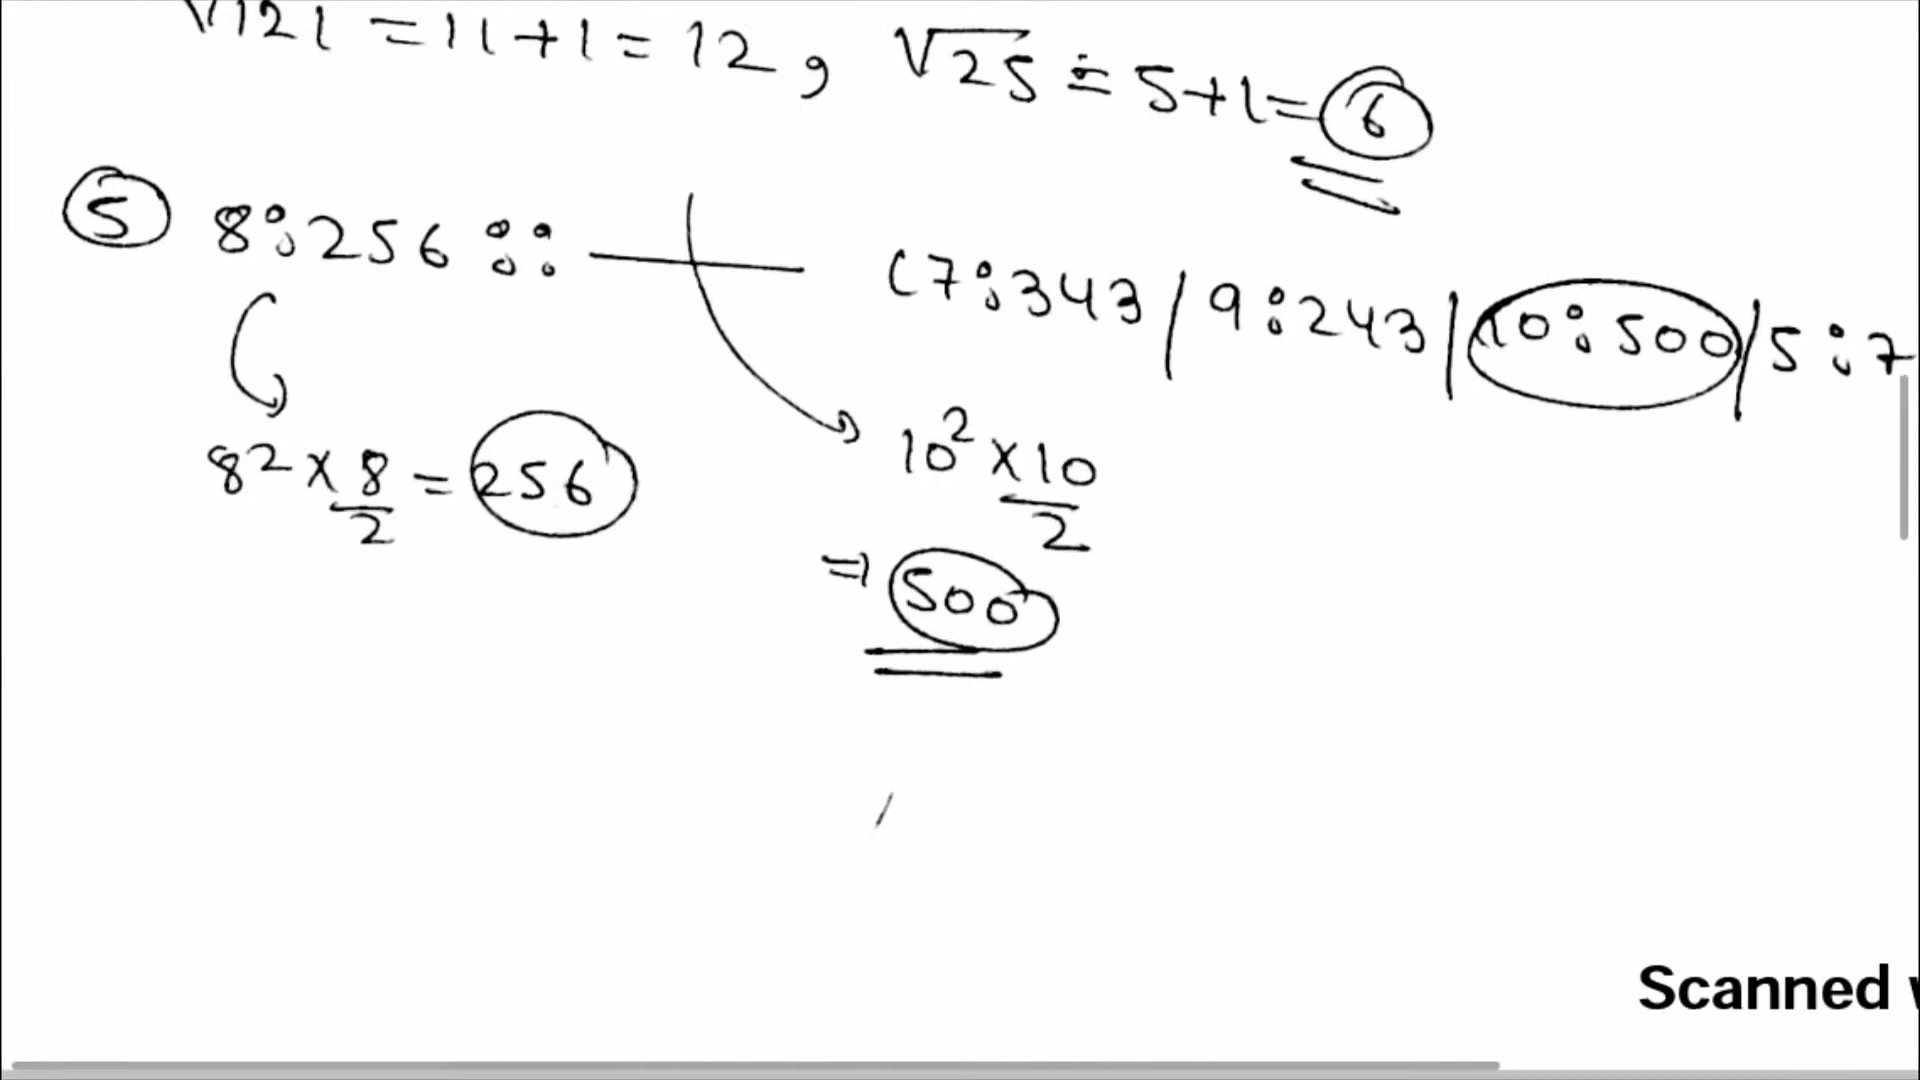 √121 = 11+1 = 12, √25 = 5+1= 6
5 8:256 :: ____ (7:343/9:243/10:500/5:7
8² × 8/2 = 256
10² × 10/2
⇒ 500
Scanned